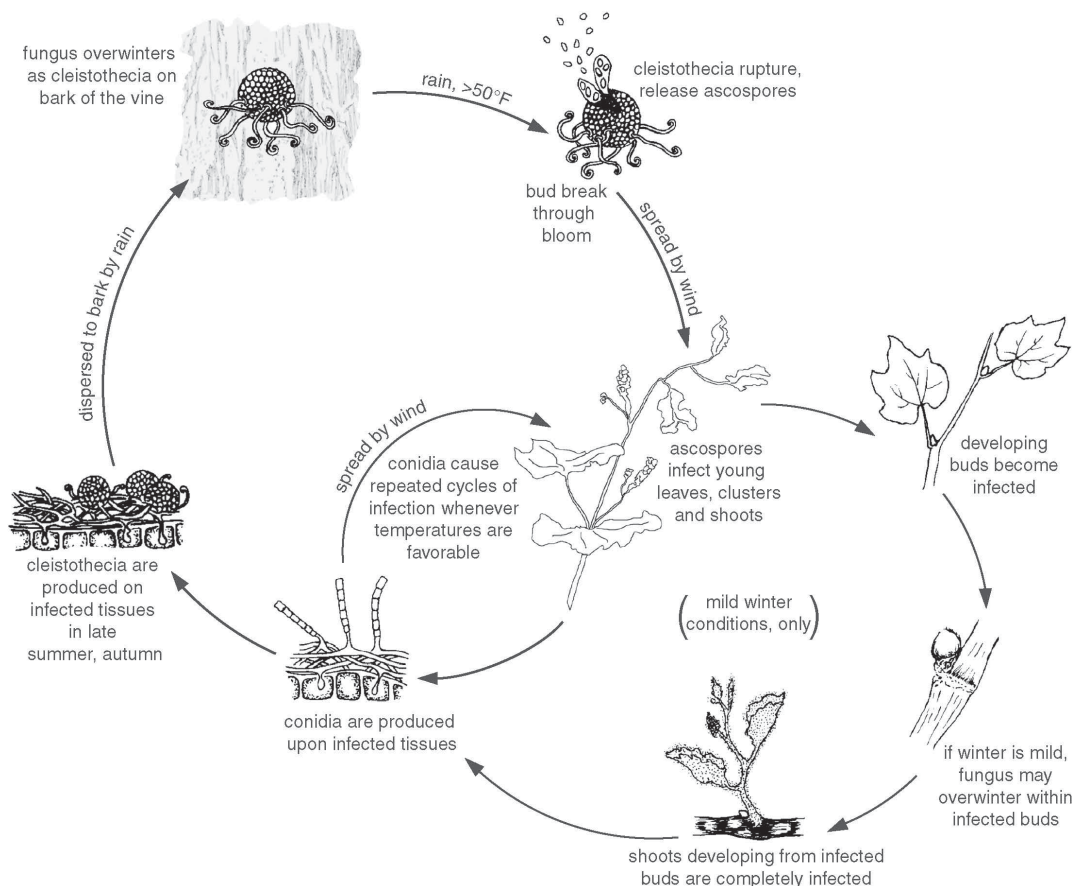 fungus overwinters
as cleistothecia on
bark of the vine
rain, >50°F
cleistothecia rupture,
release ascospores
bud break
through
bloom
spread by wind
ascospores
infect young
leaves, clusters
and shoots
developing
buds become
infected
(mild winter
conditions, only)
if winter is mild,
fungus may
overwinter within
infected buds
shoots developing from infected
buds are completely infected
conidia are produced
upon infected tissues
spread by wind
conidia cause
repeated cycles of
infection whenever
temperatures are
favorable
cleistothecia are
produced on
infected tissues
in late
summer, autumn
dispersed to bark by rain